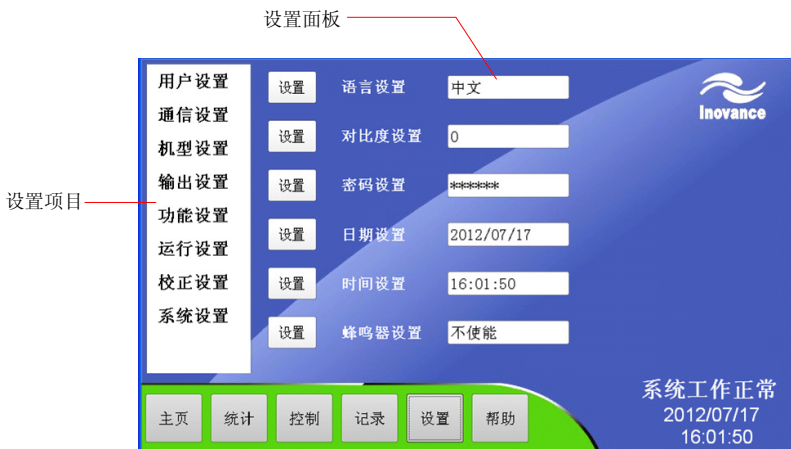 设置面板
设置项目
用户设置
通信设置
机型设置
输出设置
功能设置
运行设置
校正设置
系统设置
设置 语言设置 中文
设置 对比度设置 0
设置 密码设置 ******
设置 日期设置 2012/07/17
设置 时间设置 16:01:50
设置 蜂鸣器设置 不使能
Inovance
主页 统计 控制 记录 设置 帮助
系统工作正常
2012/07/17
16:01:50